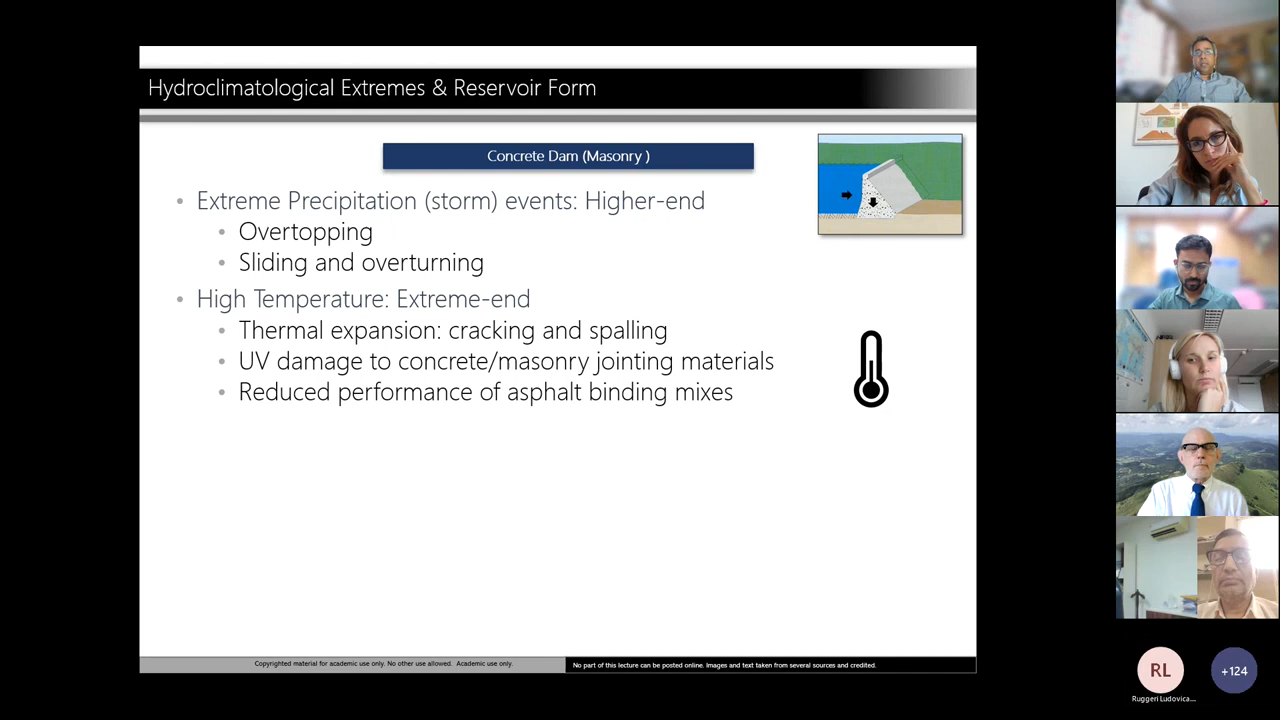 Hydroclimatological Extremes & Reservoir Form
Concrete Dam (Masonry )
Extreme Precipitation (storm) events: Higher-end
Overtopping
Sliding and overturning
High Temperature: Extreme-end
Thermal expansion: cracking and spalling
UV damage to concrete/masonry jointing materials
Reduced performance of asphalt binding mixes
Copyrighted material for academic use only. No other use allowed. Academic use only.
No part of this lecture can be posted online. Images and text taken from several sources and credited.
RL
+124
Ruggeri Ludovica...